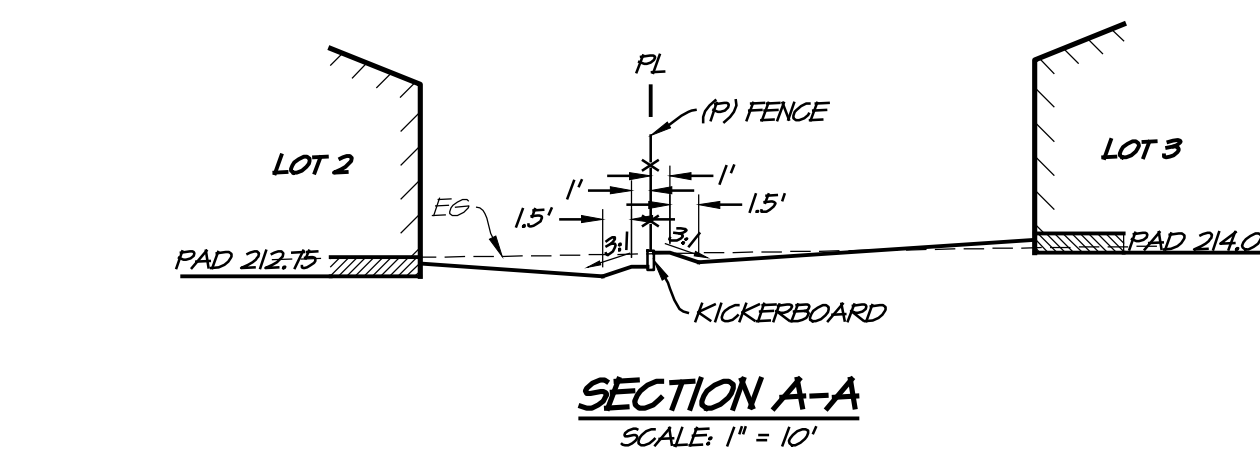 PL
(P) FENCE
LOT 2
LOT 3
1'
1'
EG
1.5'
1.5'
3:1
3:1
PAD 212.75
PAD 214.0
KICKERBOARD
SECTION A-A
SCALE: 1" = 10'